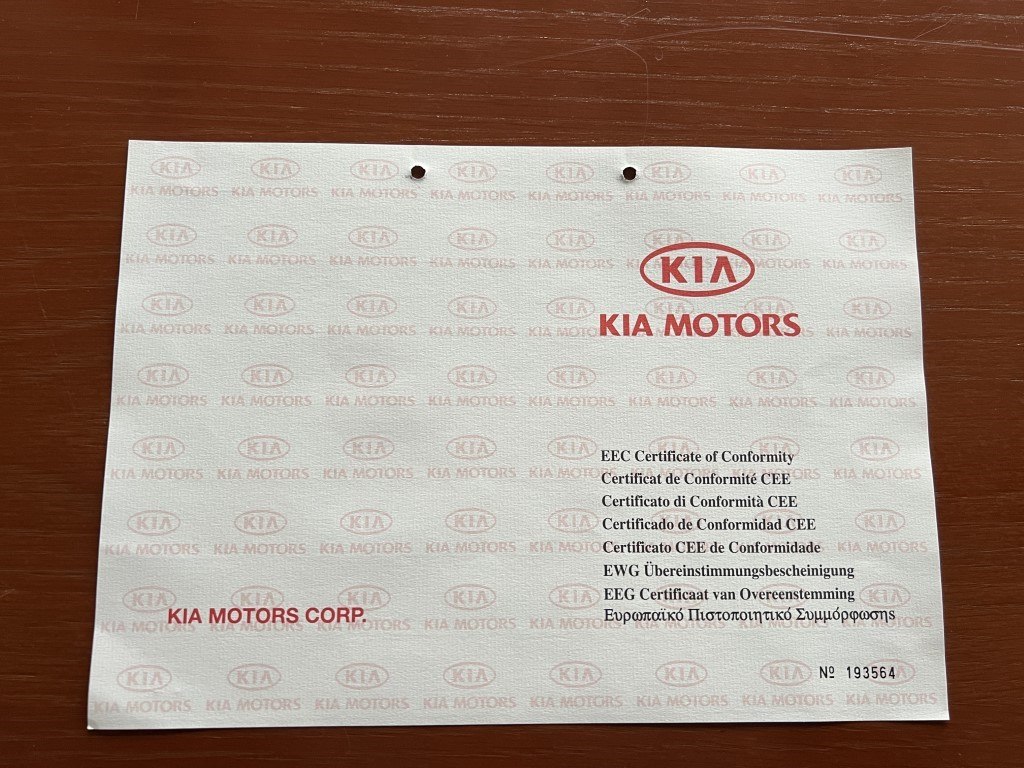 KIA
KIA MOTORS
EEC Certificate of Conformity
Certificat de Conformité CEE
Certificato di Conformità CEE
Certificado de Conformidad CEE
Certificato CEE de Conformidade
EWG Übereinstimmungsbescheinigung
EEG Certificaat van Overeenstemming
Ευρωπαϊκό Πιστοποιητικό Συμμόρφωσης
KIA MOTORS CORP.
Nº 193564